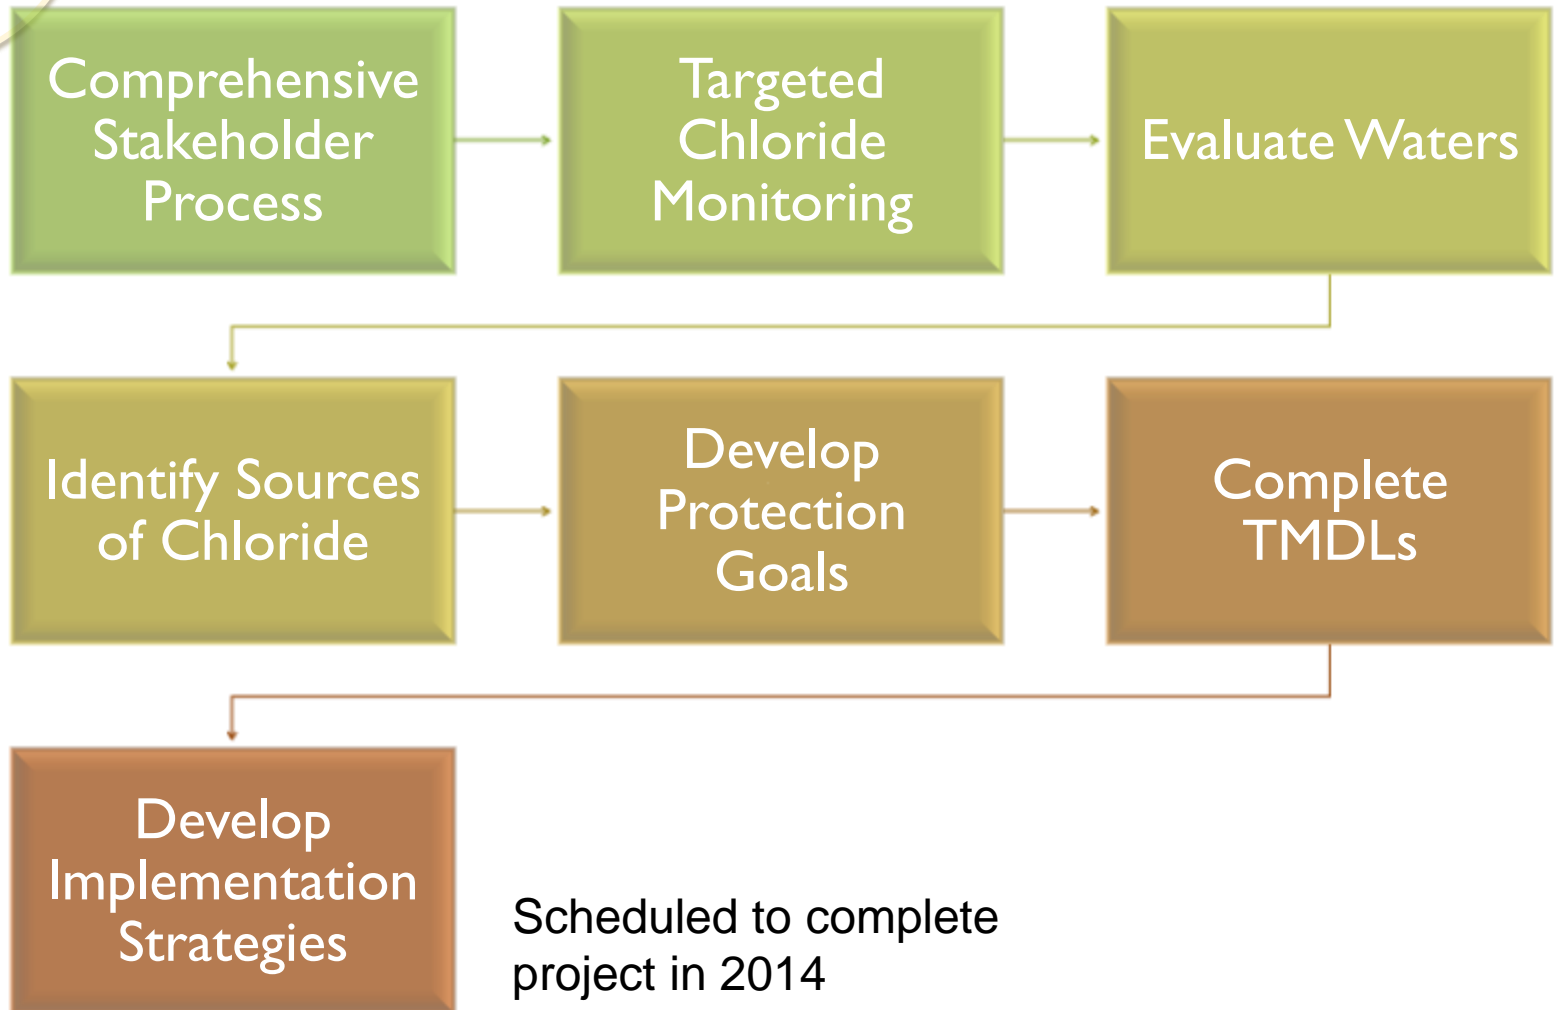 Comprehensive
Stakeholder
Process
Targeted
Chloride
Monitoring
Evaluate Waters
Identify Sources
of Chloride
Develop
Protection
Goals
Complete
TMDLs
Develop
Implementation
Strategies
Scheduled to complete
project in 2014